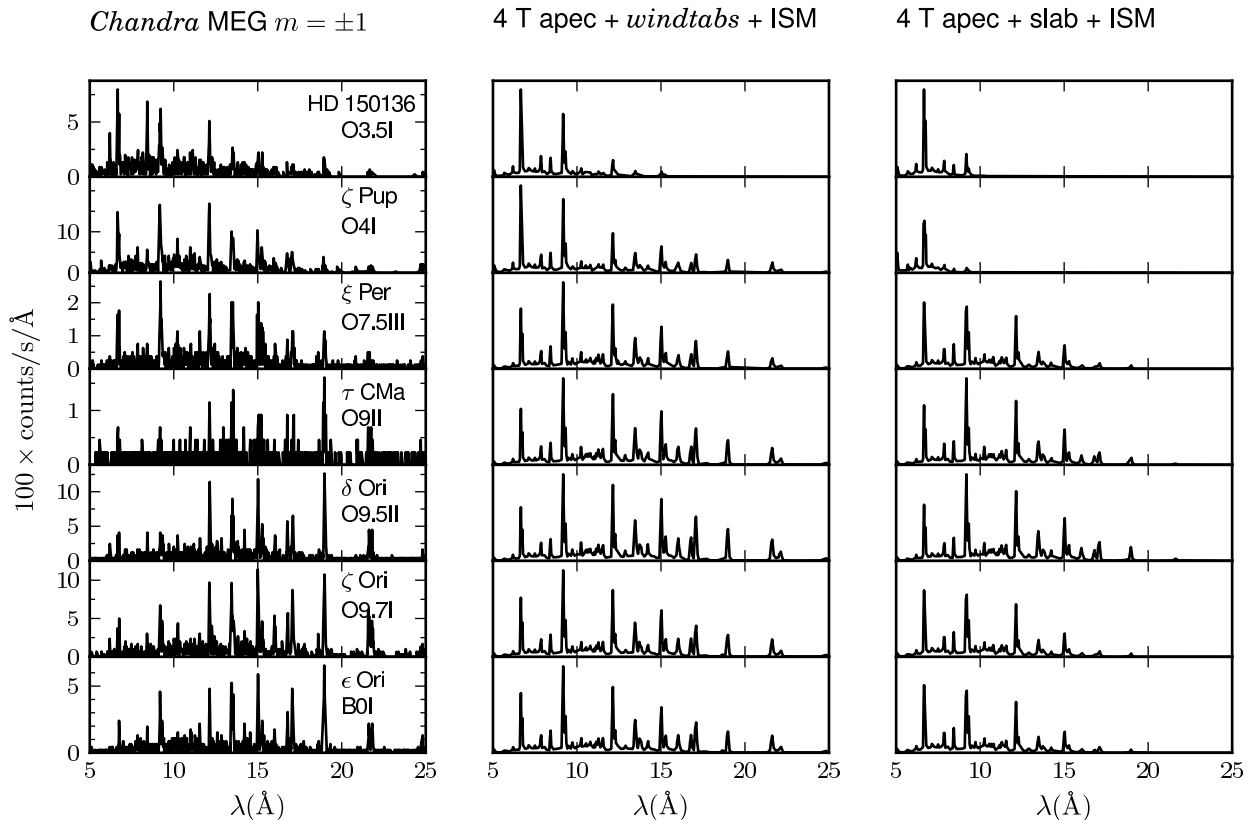 Chandra MEG m = ±1
4 T apec + windtabs + ISM
4 T apec + slab + ISM
100 × counts/s/Å
HD 150136
O3.5I
5
0
ζ Pup
O4I
10
0
ξ Per
O7.5III
2
1
0
τ CMa
O9II
1
0
δ Ori
O9.5II
10
5
0
ζ Ori
O9.7I
10
5
0
ϵ Ori
B0I
5
0
5 10 15 20 25
5 10 15 20 25
5 10 15 20 25
λ(Å)
λ(Å)
λ(Å)